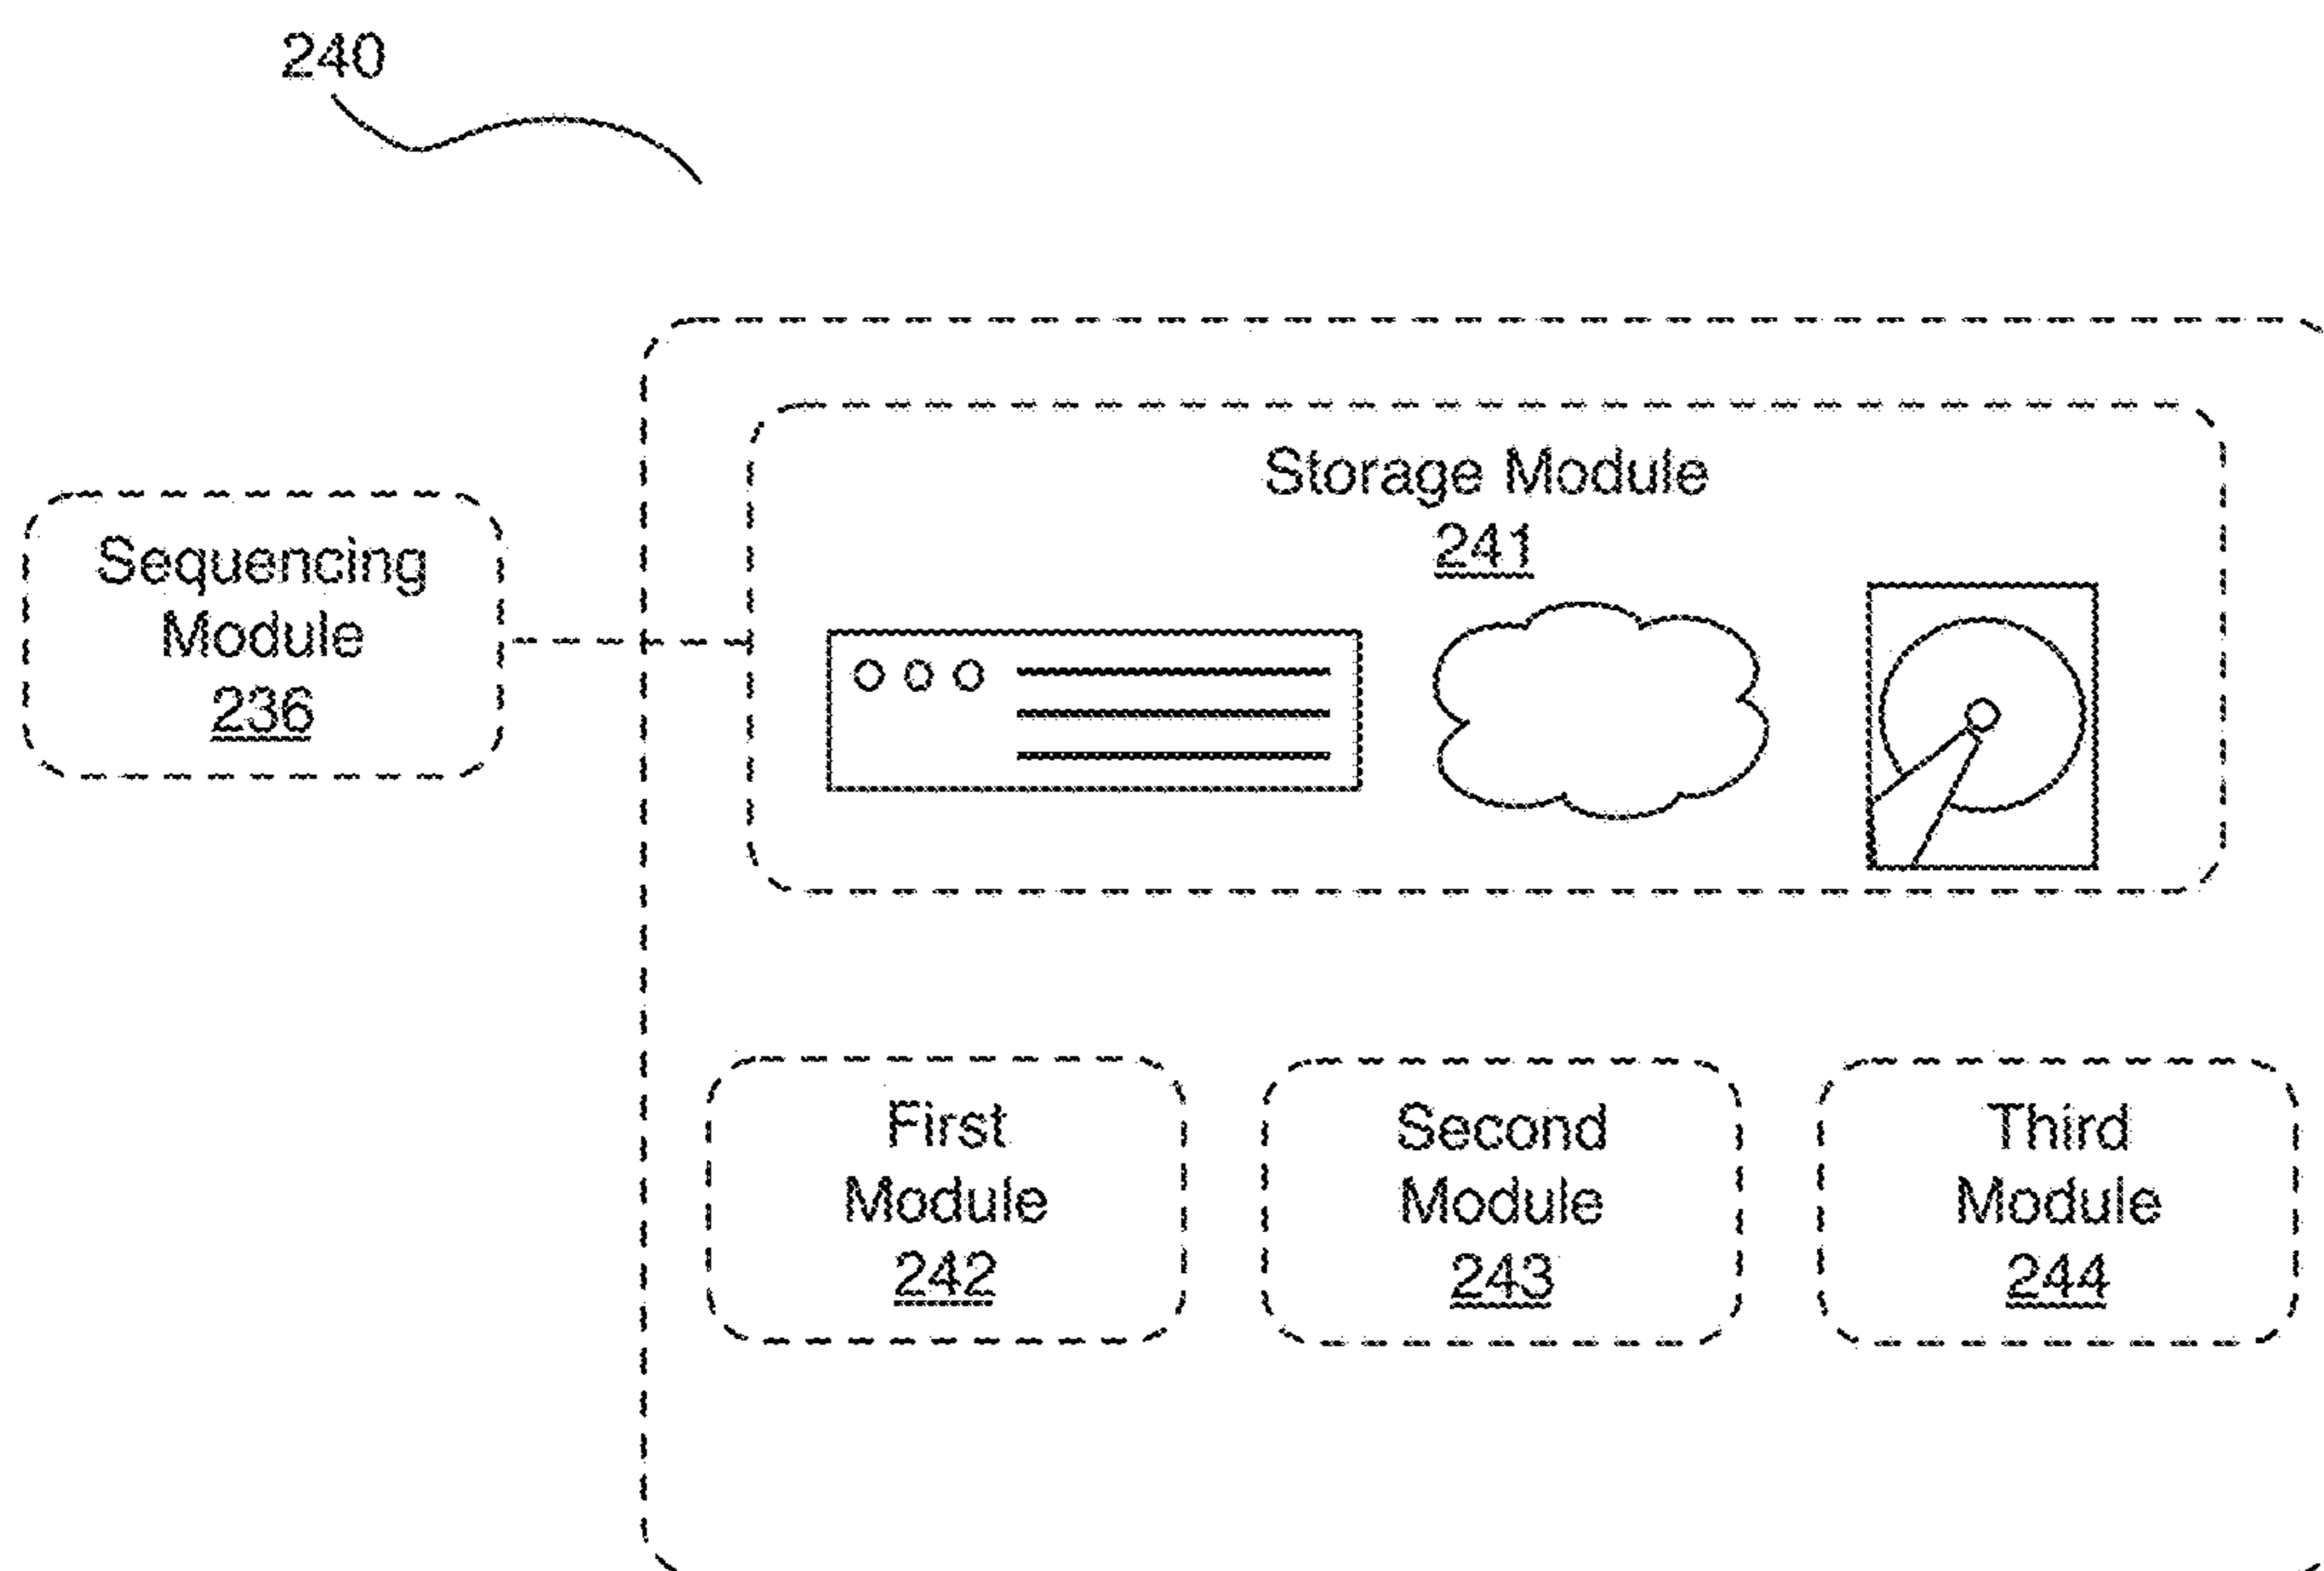 240
Storage Module
241
Sequencing
Module
236
First
Module
242
Second
Module
243
Third
Module
244